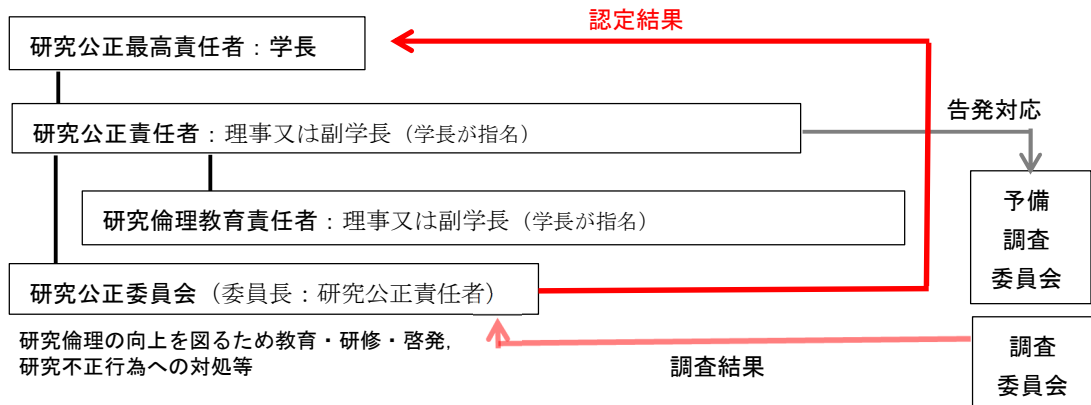 認定結果
研究公正最高責任者：学長
告発対応
研究公正責任者：理事又は副学長（学長が指名）
予備
調査
委員会
研究倫理教育責任者：理事又は副学長（学長が指名）
研究公正委員会（委員長：研究公正責任者）
研究倫理の向上を図るため教育・研修・啓発，
研究不正行為への対処等
調査結果
調査
委員会